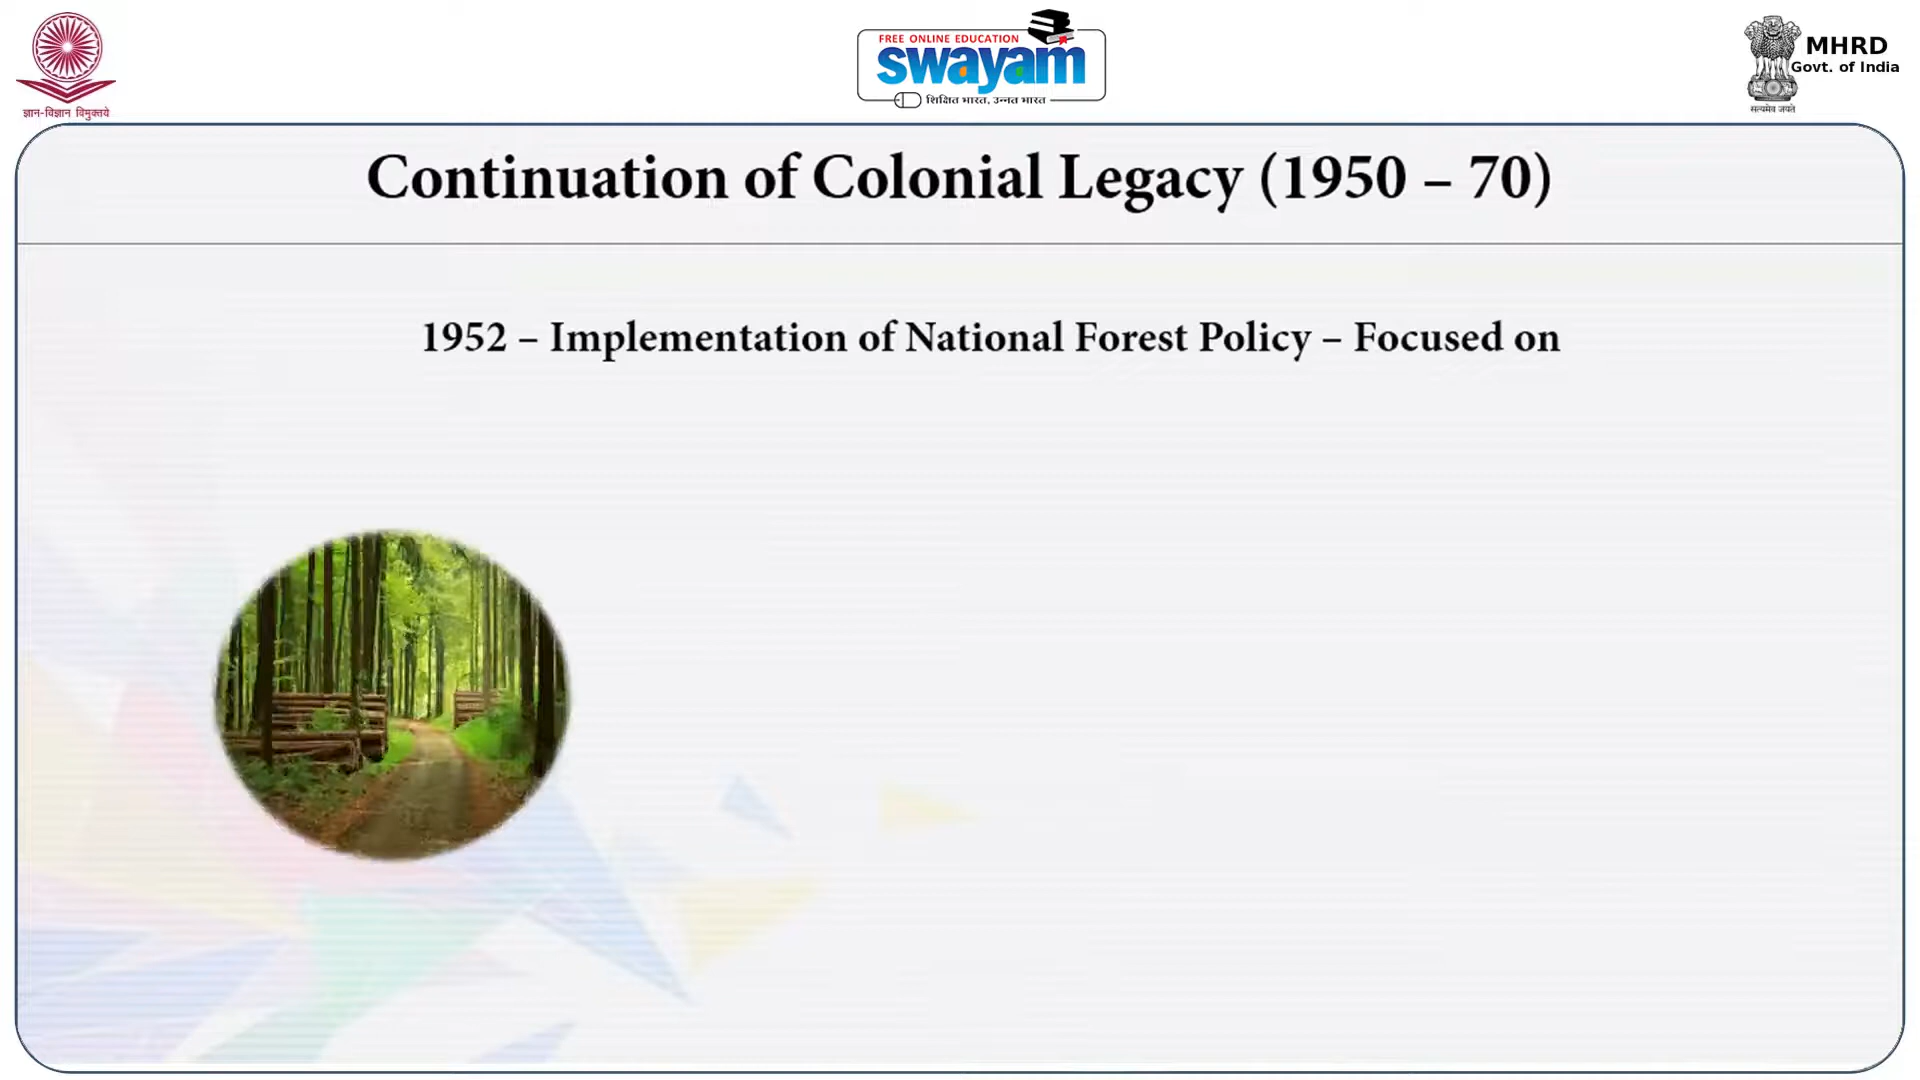 ज्ञान-विज्ञान विमुक्तये
FREE ONLINE EDUCATION
swayam
शिक्षित भारत, उन्नत भारत
सत्यमेव जयते
MHRD
Govt. of India
Continuation of Colonial Legacy (1950 – 70)
1952 – Implementation of National Forest Policy – Focused on